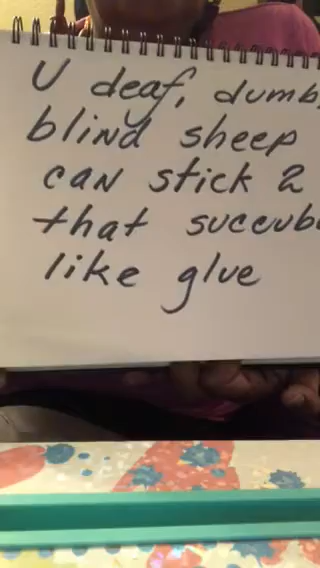 U deaf, dumb,
blind sheep
can stick 2
that succub
like glue